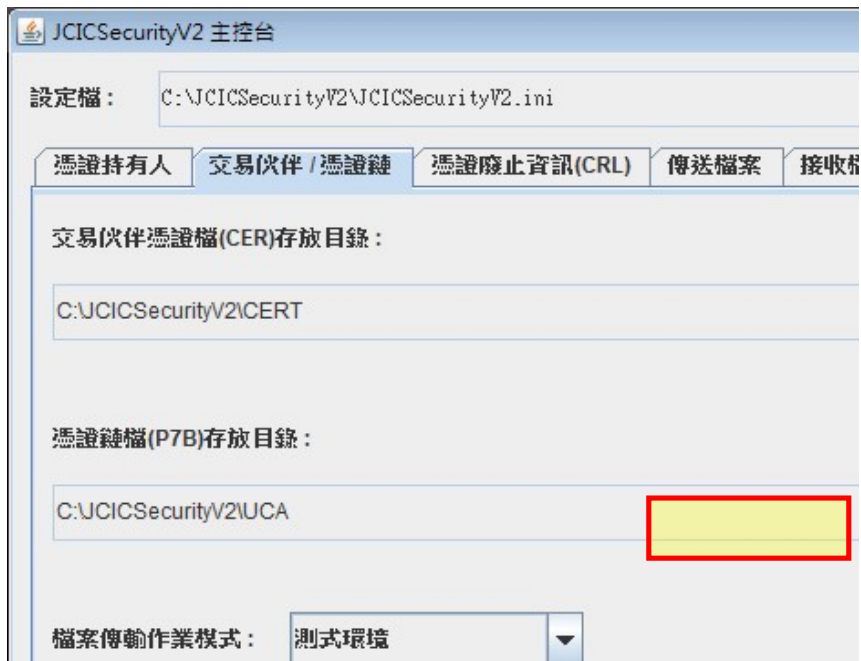 JCICSecurityV2 主控台
設定檔： C:\JCICSecurityV2\JCICSecurityV2.ini
憑證持有人 交易伙伴 / 憑證鏈 憑證廢止資訊(CRL) 傳送檔案 接收檔
交易伙伴憑證檔(CER)存放目錄：
C:\JCICSecurityV2\CERT
憑證鏈檔(P7B)存放目錄：
C:\JCICSecurityV2\UCA
檔案傳輸作業模式： 測式環境